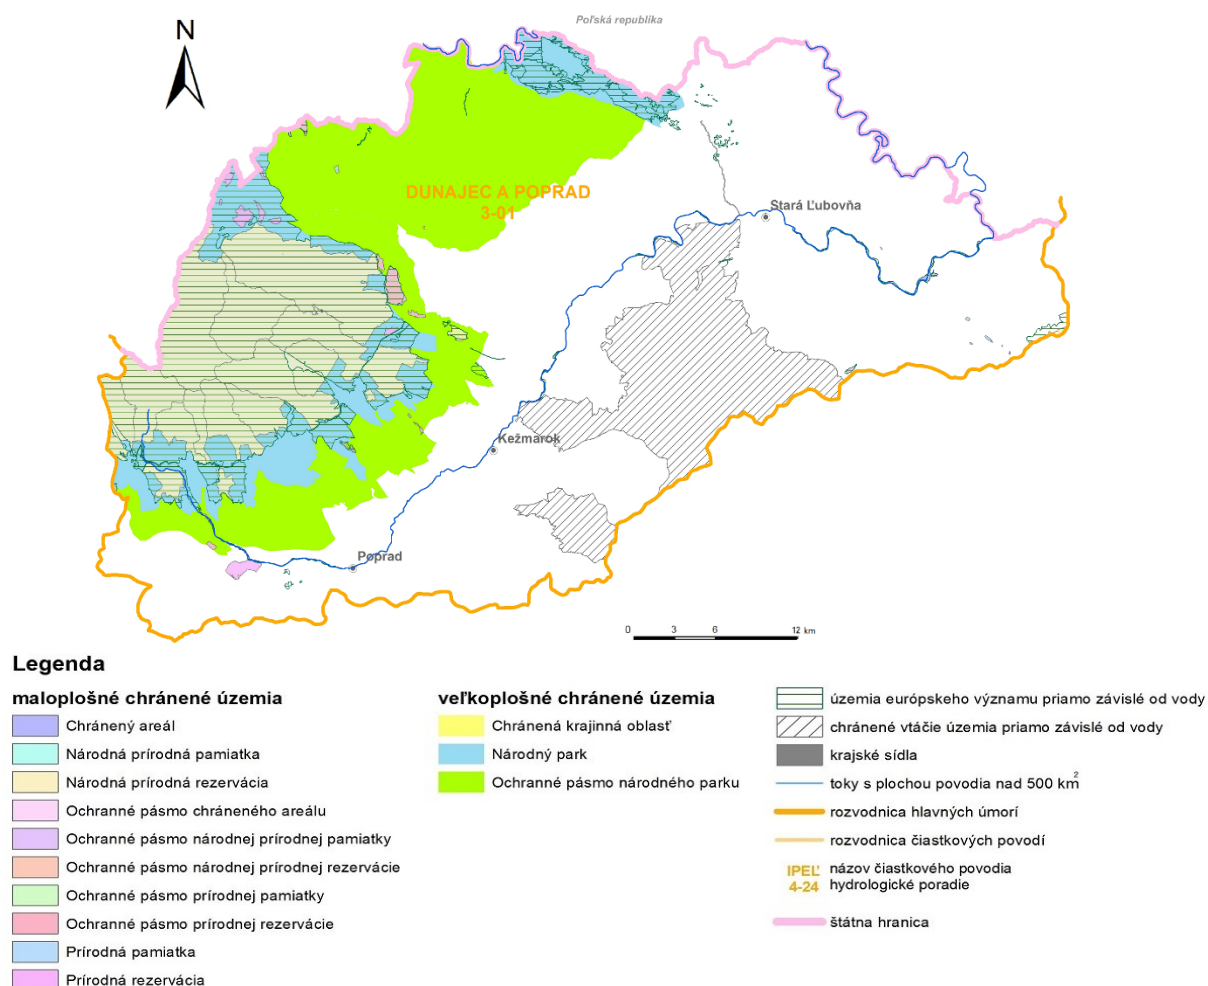 Poľská republika
N
DUNAJEC A POPRAD
3-01
Stará Ľubovňa
Kežmarok
Poprad
0 3 6 12 km
Legenda
maloplošné chránené územia
Chránený areál
Národná prírodná pamiatka
Národná prírodná rezervácia
Ochranné pásmo chráneného areálu
Ochranné pásmo národnej prírodnej pamiatky
Ochranné pásmo národnej prírodnej rezervácie
Ochranné pásmo prírodnej pamiatky
Ochranné pásmo prírodnej rezervácie
Prírodná pamiatka
Prírodná rezervácia
veľkoplošné chránené územia
Chránená krajinná oblasť
Národný park
Ochranné pásmo národného parku
územia európskeho významu priamo závislé od vody
chránené vtáčie územia priamo závislé od vody
krajské sídla
toky s plochou povodia nad 500 km²
rozvodnica hlavných úmorí
rozvodnica čiastkových povodí
IPEĽ
4-24
názov čiastkového povodia
hydrologické poradie
štátna hranica